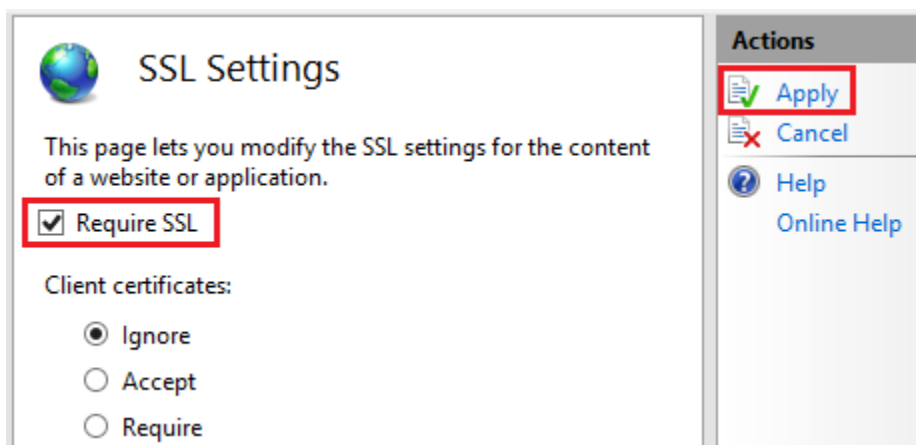 SSL Settings
This page lets you modify the SSL settings for the content
of a website or application.
Require SSL
Client certificates:
Ignore
Accept
Require
Actions
Apply
Cancel
Help
Online Help